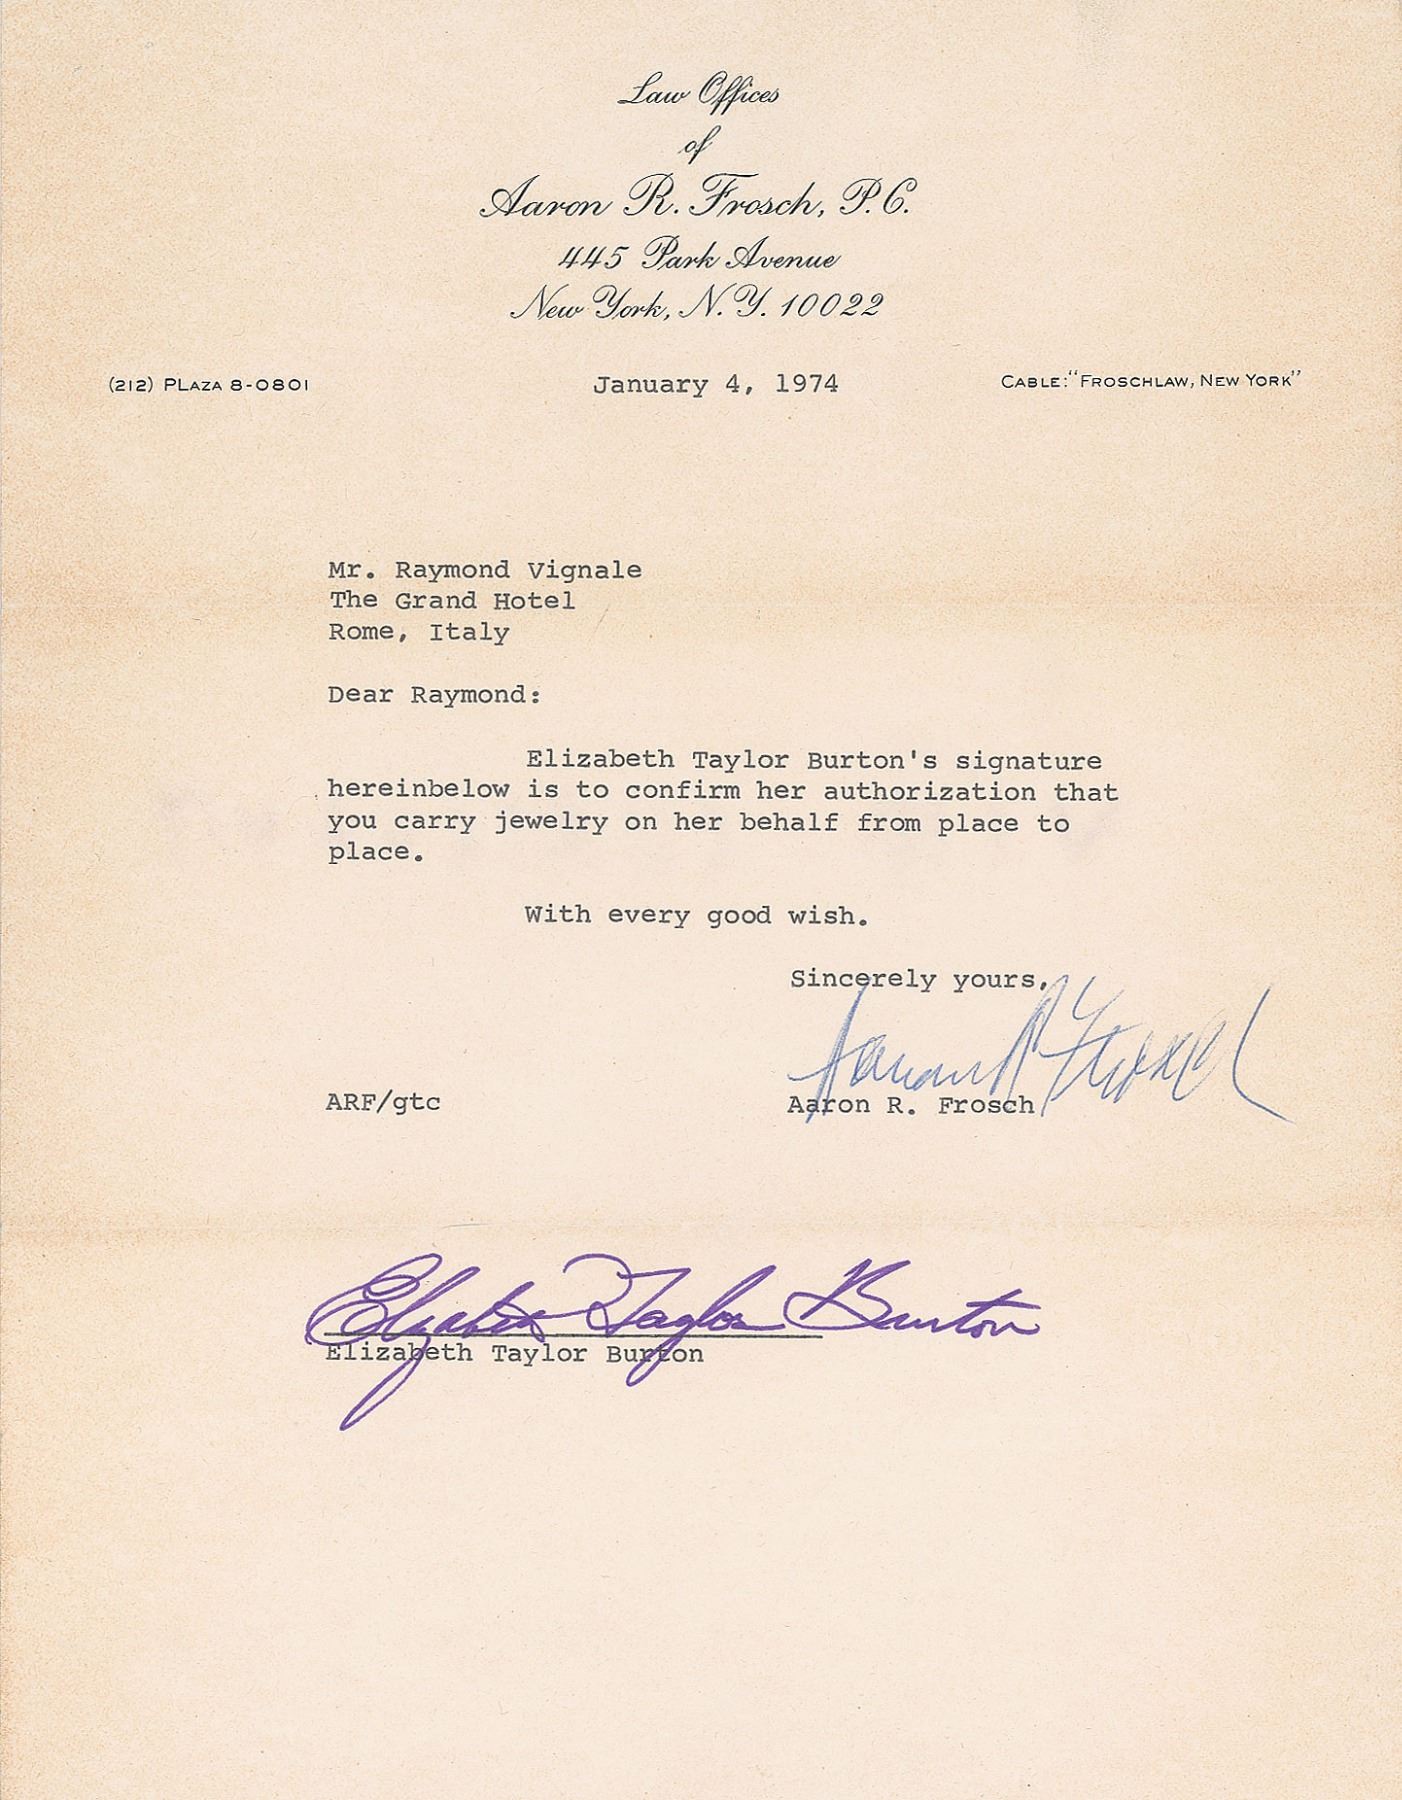 Law Offices
of
Aaron R. Frosch, P.C.
445 Park Avenue
New York, N.Y. 10022
(212) PLAZA 8-0801
January 4, 1974
CABLE: "FROSCHLAW, NEW YORK"
Mr. Raymond Vignale
The Grand Hotel
Rome, Italy
Dear Raymond:
Elizabeth Taylor Burton's signature
hereinbelow is to confirm her authorization that
you carry jewelry on her behalf from place to
place.
With every good wish.
Sincerely yours,
Aaron R Frosch
ARF/gtc
Aaron R. Frosch
Elizabeth Taylor Burton
Elizabeth Taylor Burton